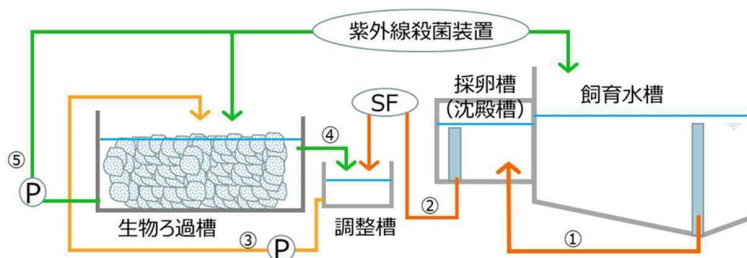 紫外線殺菌装置
採卵槽
(沈殿槽)
飼育水槽
SF
④
⑤
P
②
生物ろ過槽
③
P
調整槽
①